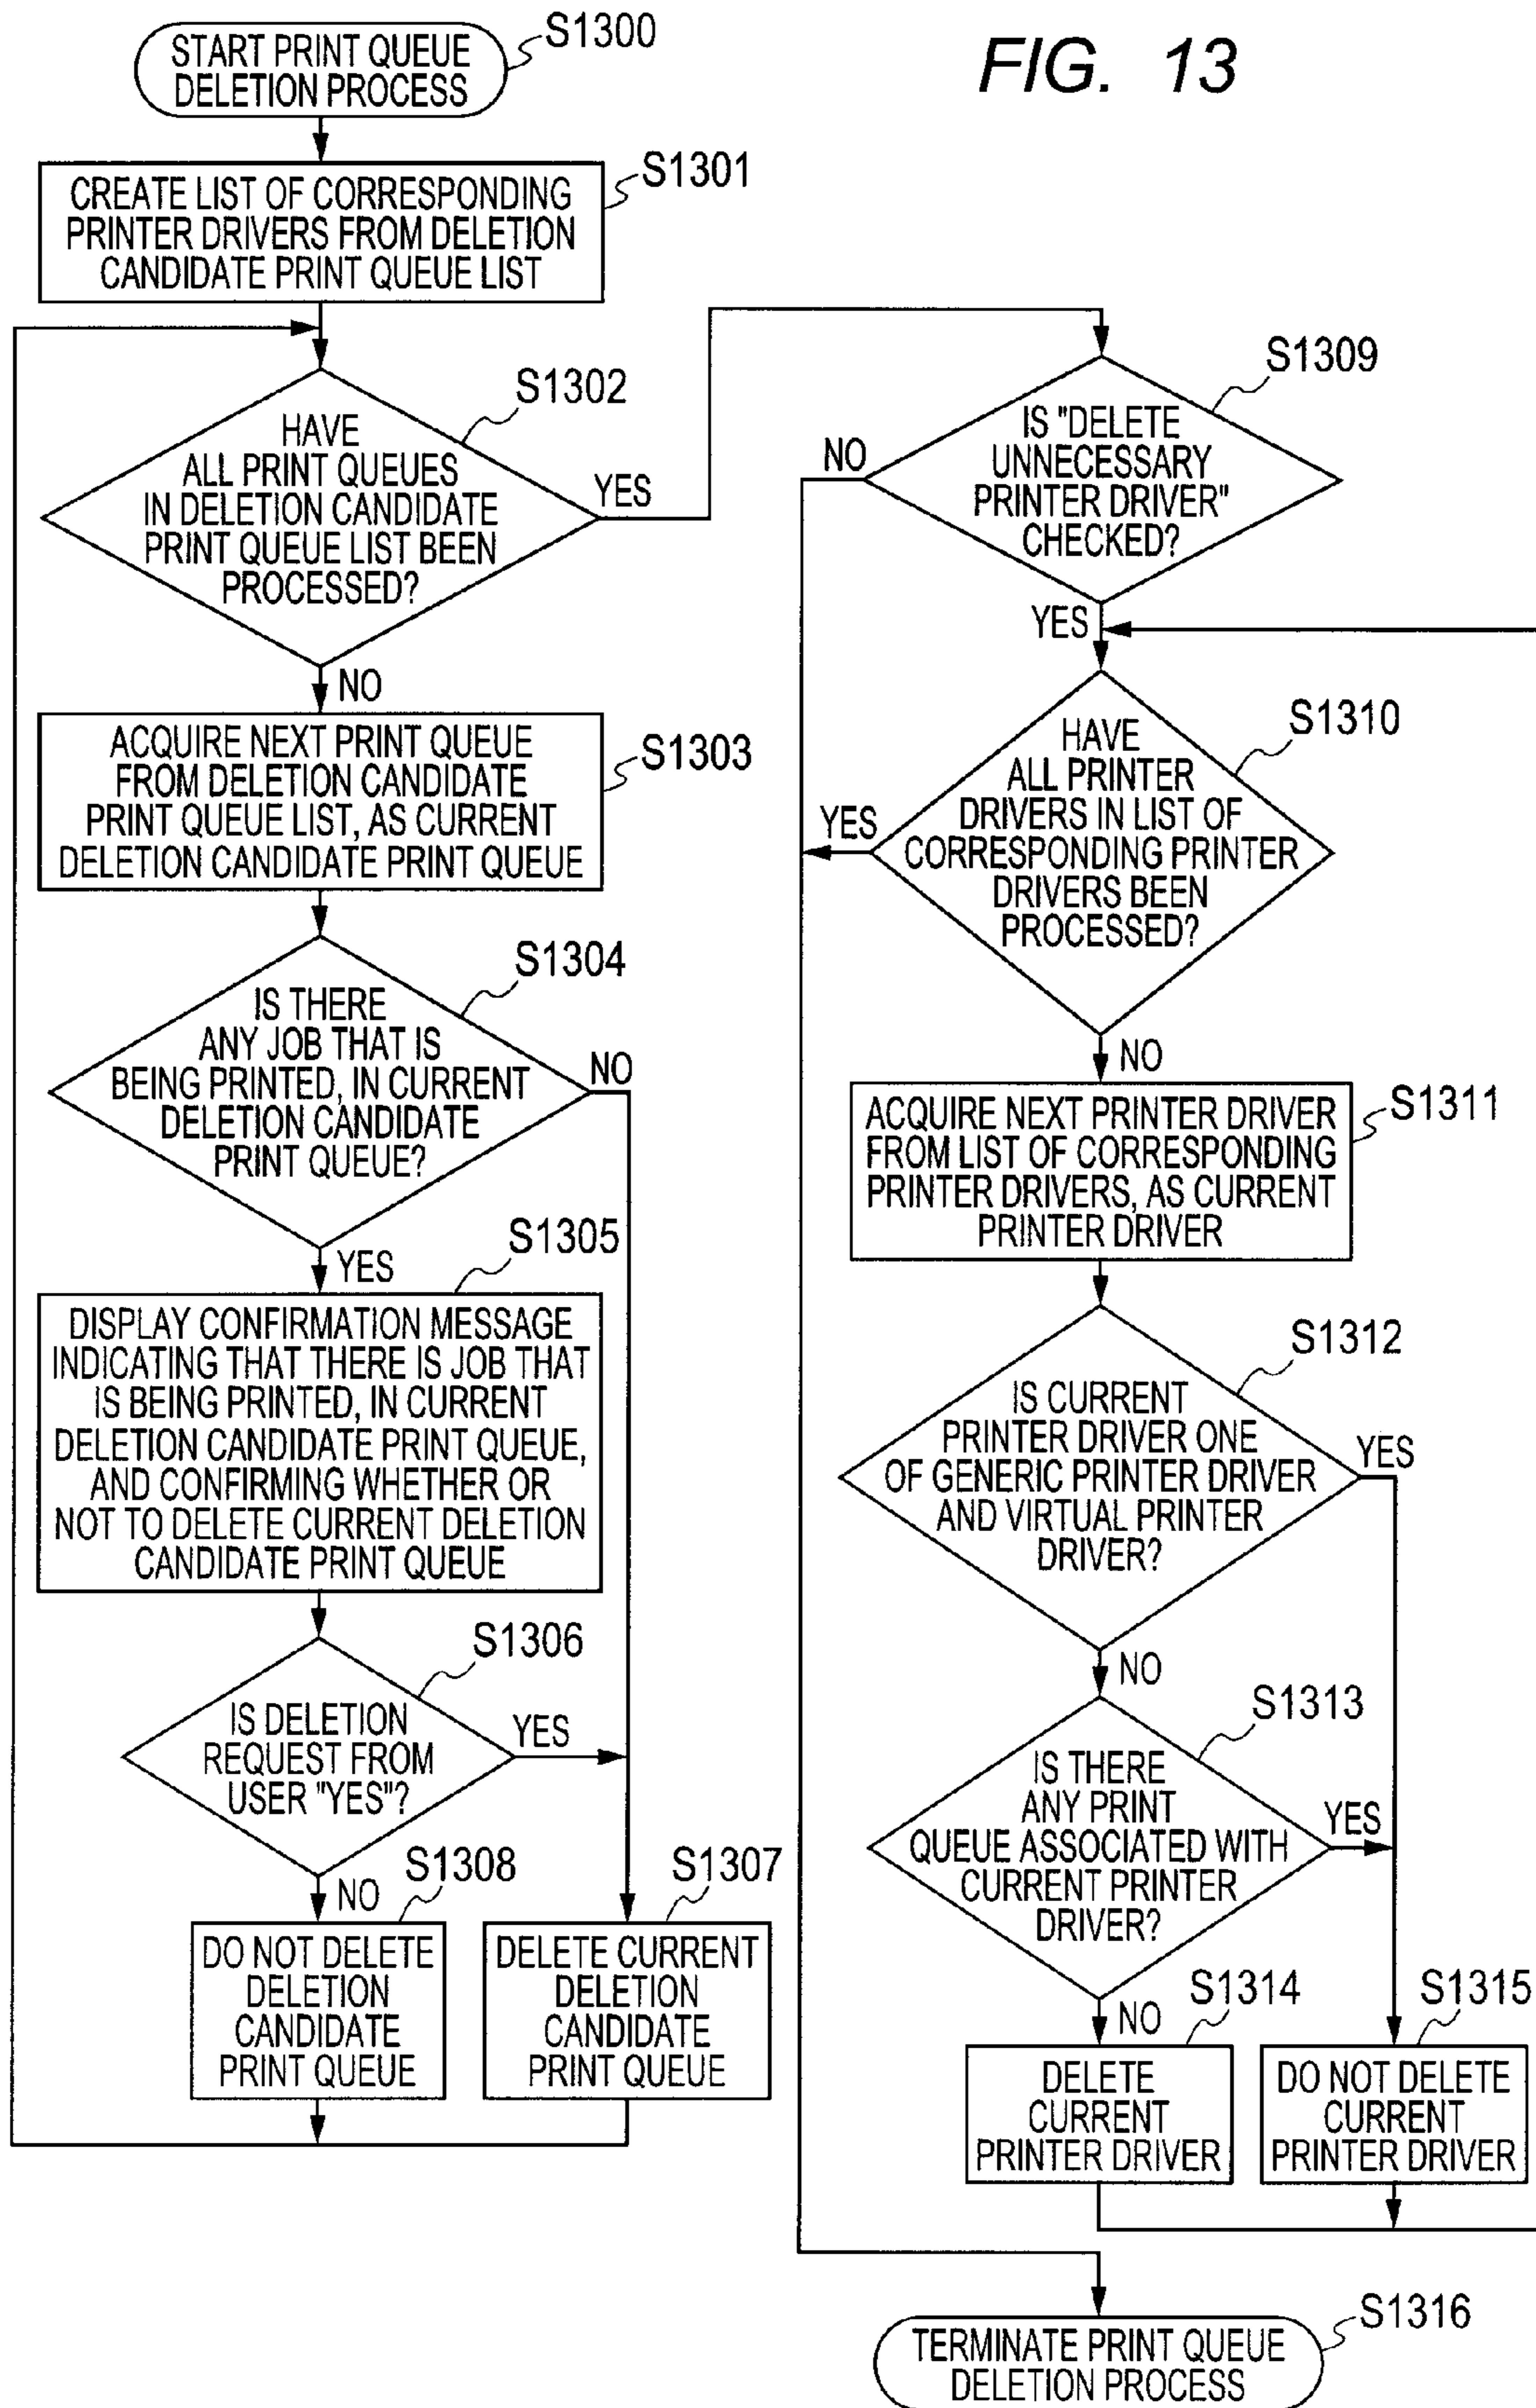 FIG. 13
START PRINT QUEUE
DELETION PROCESS
S1300
CREATE LIST OF CORRESPONDING
PRINTER DRIVERS FROM DELETION
CANDIDATE PRINT QUEUE LIST
S1301
HAVE
ALL PRINT QUEUES
IN DELETION CANDIDATE
PRINT QUEUE LIST BEEN
PROCESSED?
S1302
YES
NO
ACQUIRE NEXT PRINT QUEUE
FROM DELETION CANDIDATE
PRINT QUEUE LIST, AS CURRENT
DELETION CANDIDATE PRINT QUEUE
S1303
IS THERE
ANY JOB THAT IS
BEING PRINTED, IN CURRENT
DELETION CANDIDATE
PRINT QUEUE?
S1304
NO
YES
S1305
DISPLAY CONFIRMATION MESSAGE
INDICATING THAT THERE IS JOB THAT
IS BEING PRINTED, IN CURRENT
DELETION CANDIDATE PRINT QUEUE,
AND CONFIRMING WHETHER OR
NOT TO DELETE CURRENT DELETION
CANDIDATE PRINT QUEUE
S1306
IS DELETION
REQUEST FROM
USER "YES"?
YES
NO
S1308
DO NOT DELETE
DELETION
CANDIDATE
PRINT QUEUE
S1307
DELETE CURRENT
DELETION
CANDIDATE
PRINT QUEUE
S1309
IS "DELETE
UNNECESSARY
PRINTER DRIVER"
CHECKED?
NO
YES
S1310
HAVE
ALL PRINTER
DRIVERS IN LIST OF
CORRESPONDING PRINTER
DRIVERS BEEN
PROCESSED?
YES
NO
ACQUIRE NEXT PRINTER DRIVER
FROM LIST OF CORRESPONDING
PRINTER DRIVERS, AS CURRENT
PRINTER DRIVER
S1311
S1312
IS CURRENT
PRINTER DRIVER ONE
OF GENERIC PRINTER DRIVER
AND VIRTUAL PRINTER
DRIVER?
YES
NO
S1313
IS THERE
ANY PRINT
QUEUE ASSOCIATED WITH
CURRENT PRINTER
DRIVER?
YES
NO
S1314
DELETE
CURRENT
PRINTER DRIVER
S1315
DO NOT DELETE
CURRENT
PRINTER DRIVER
S1316
TERMINATE PRINT QUEUE
DELETION PROCESS